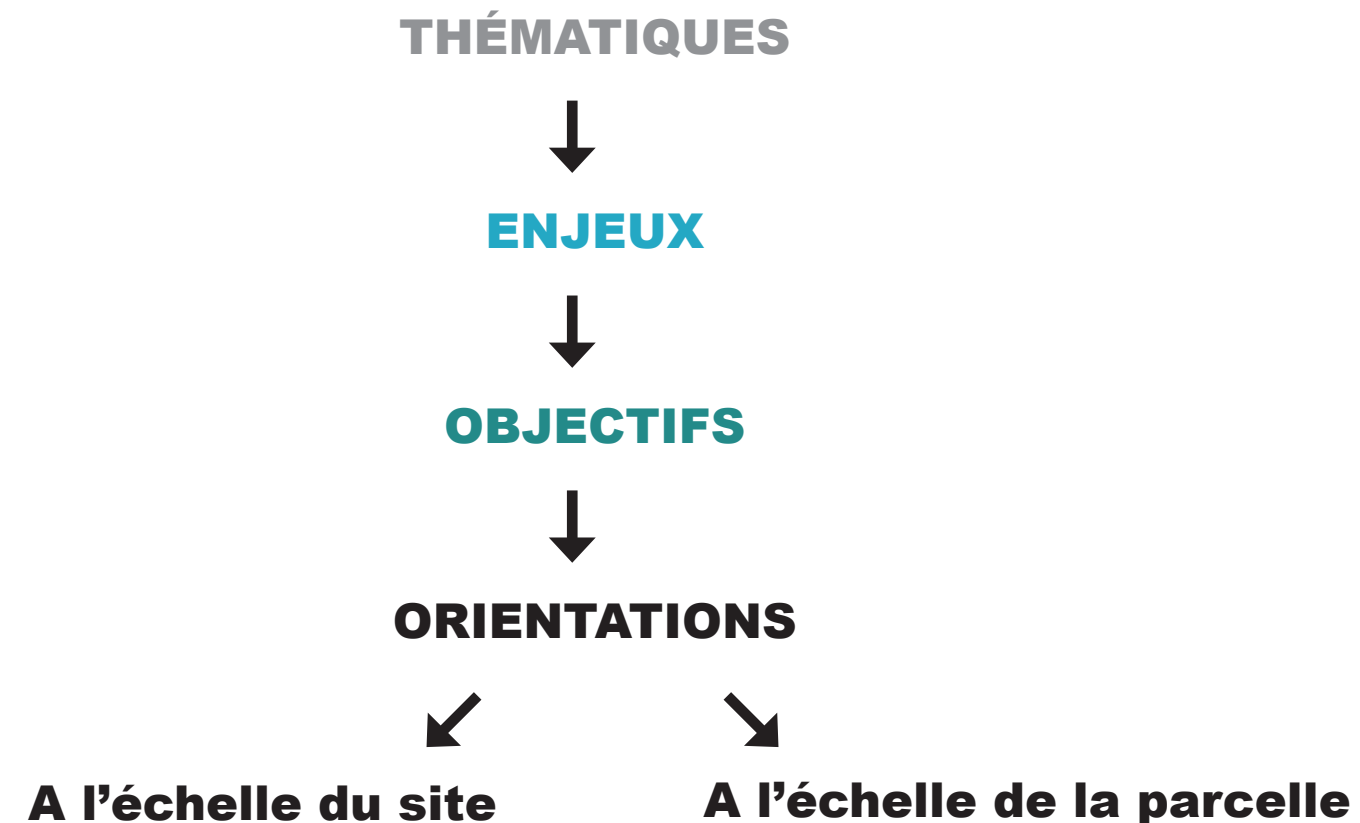 THÉMATIQUES
ENJEUX
OBJECTIFS
ORIENTATIONS
A l’échelle du site
A l’échelle de la parcelle